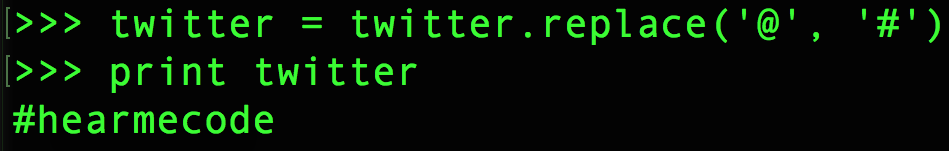 [>>> twitter = twitter.replace('@', '#')
[>>> print twitter
#hearmecode